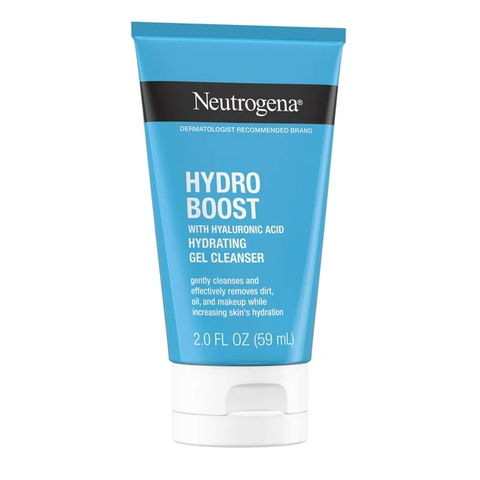 Neutrogena®
DERMATOLOGIST RECOMMENDED BRAND
HYDRO
BOOST
WITH HYALURONIC ACID
HYDRATING
GEL CLEANSER
gently cleanses and
effectively removes dirt,
oil, and makeup while
increasing skin's hydration
2.0 FL OZ (59 mL)